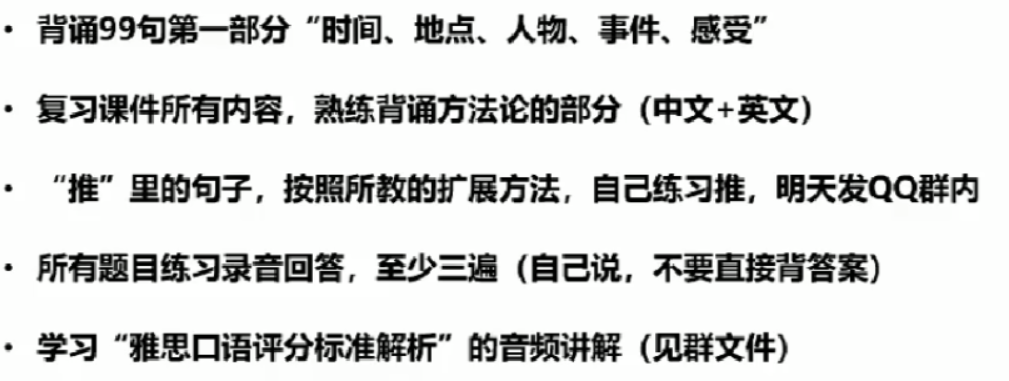 • 背诵99句第一部分“时间、地点、人物、事件、感受”
• 复习课件所有内容，熟练背诵方法论的部分（中文+英文）
• “推”里的句子，按照所教的扩展方法，自己练习推，明天发QQ群内
• 所有题目练习录音回答，至少三遍（自己说，不要直接背答案）
• 学习“雅思口语评分标准解析”的音频讲解（见群文件）